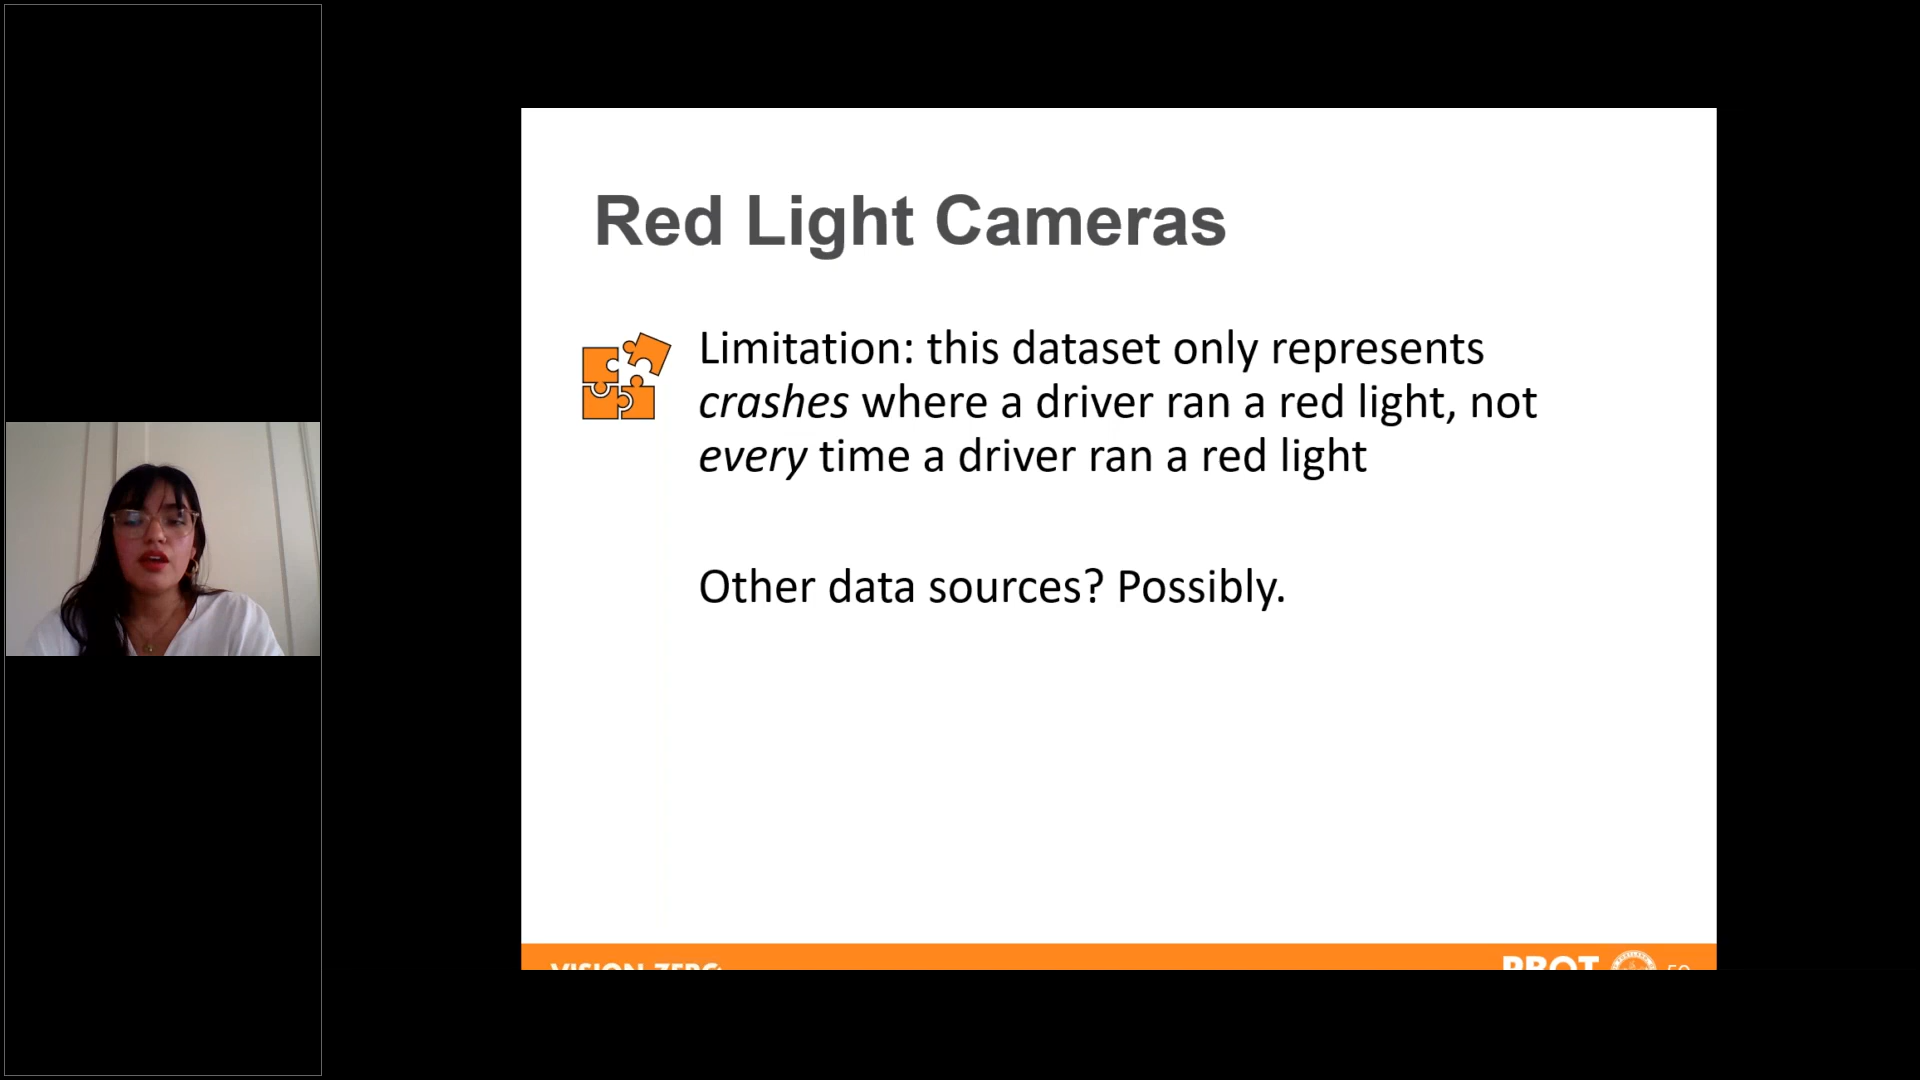 Red Light Cameras
Limitation: this dataset only represents
crashes where a driver ran a red light, not
every time a driver ran a red light
Other data sources? Possibly.
VISION ZERO
PBOT